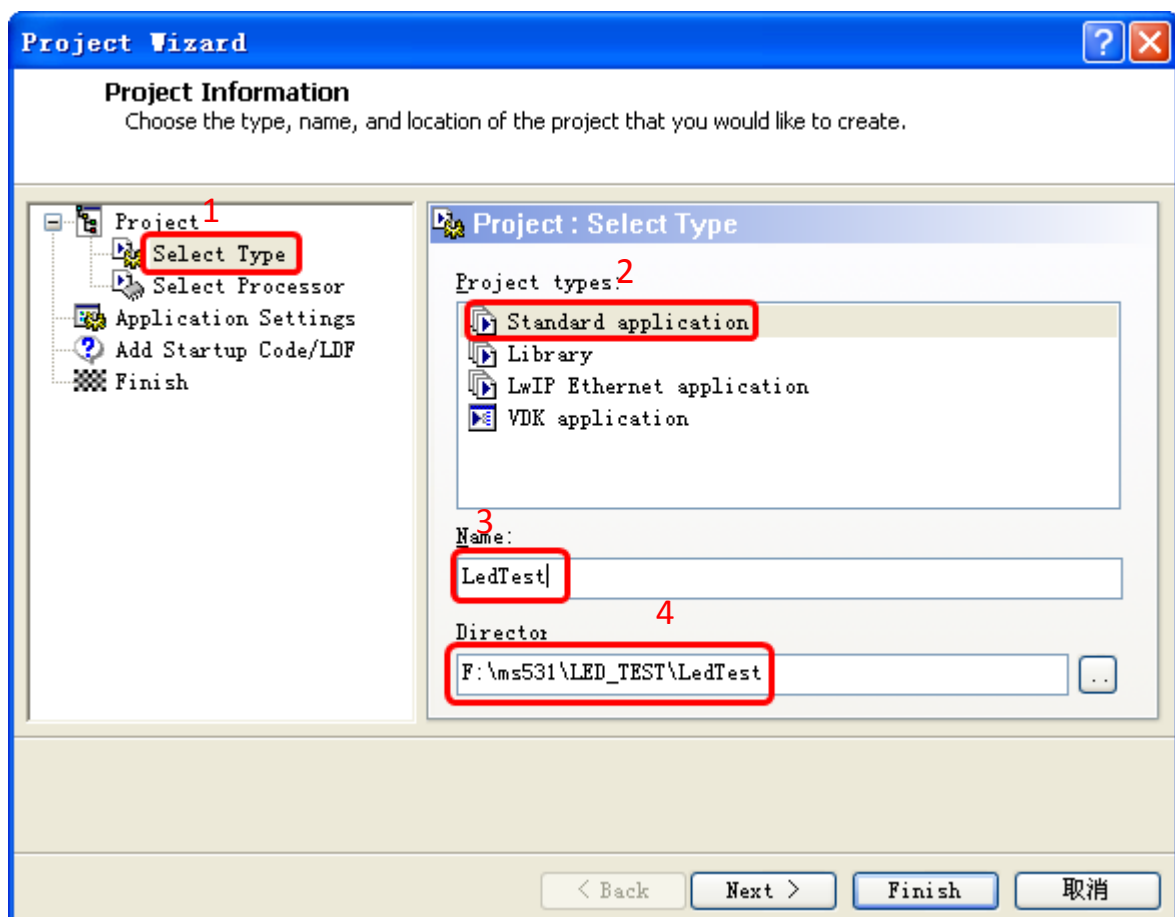 Project Wizard
Project Information
Choose the type, name, and location of the project that you would like to create.
Project
1
Select Type
Select Processor
Application Settings
Add Startup Code/LDF
Finish
Project : Select Type
Project types:
2
Standard application
Library
LwIP Ethernet application
VDK application
3
Name:
LedTest
4
Director
F:\ms531\LED_TEST\LedTest
..
< Back
Next >
Finish
取消